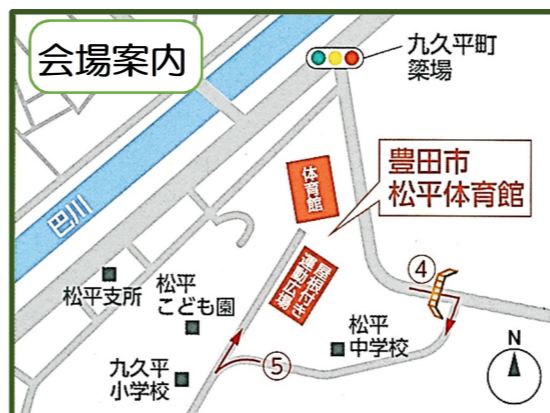 会場案内
九久平町
簗場
体育館
豊田市
松平体育館
巴川
屋根付き
運動広場
④
松平支所
松平
こども園
松平
中学校
九久平
小学校
⑤
N